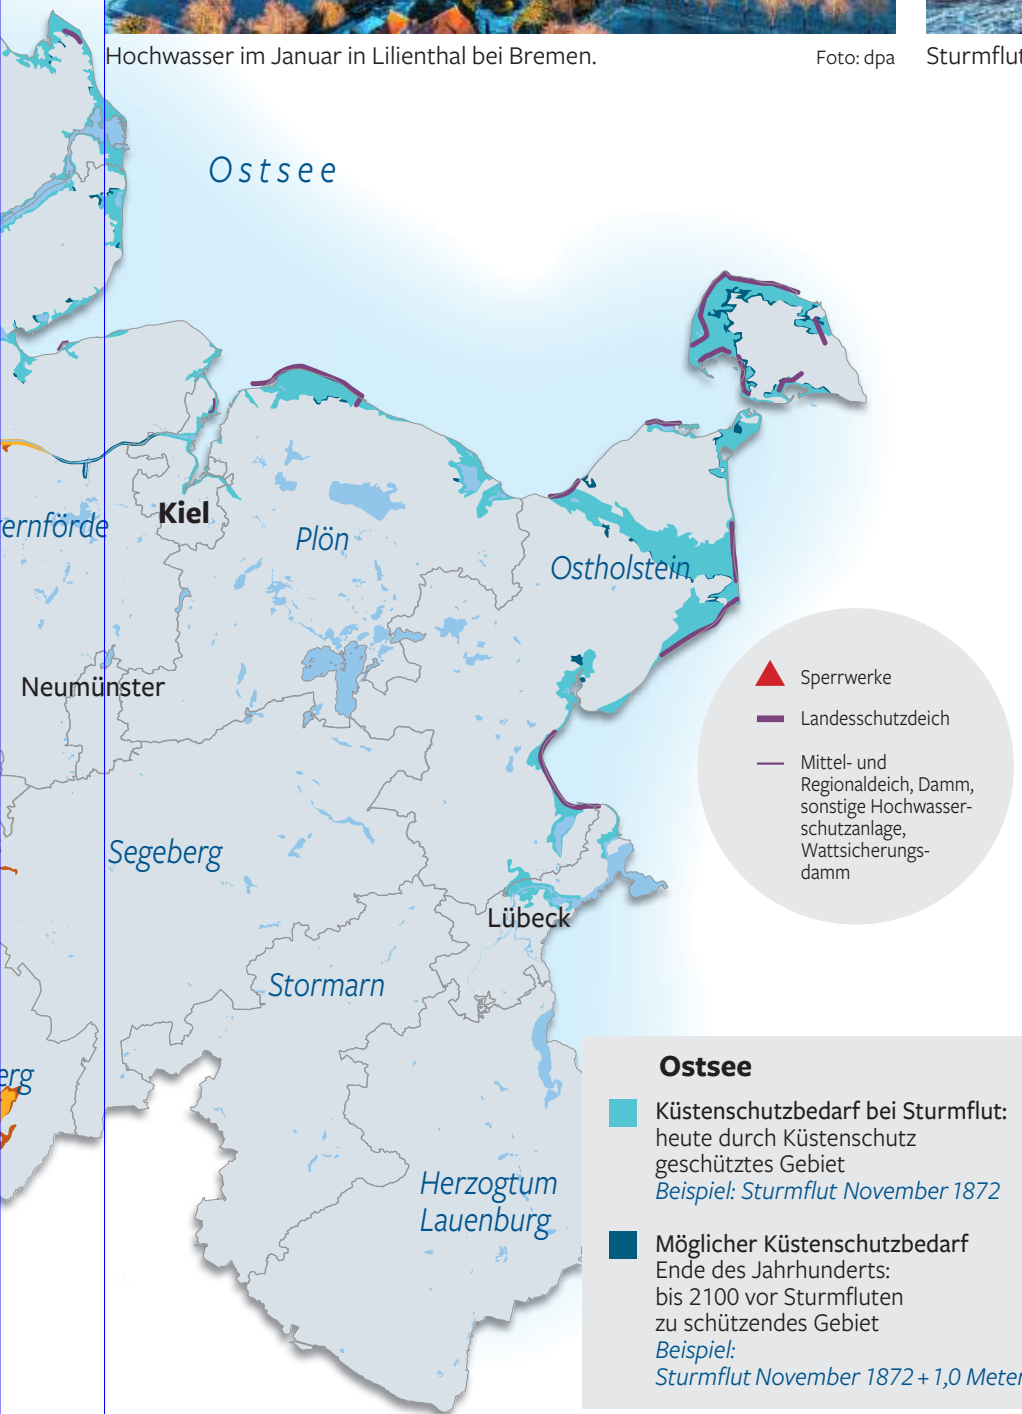 Hochwasser im Januar in Lilienthal bei Bremen.
Foto: dpa
Sturmflut
Ostsee
Kiel
ernförde
Plön
Ostholstein
Neumünster
Sperrwerke
Landesschutzdeich
Mittel- und
Regionaldeich, Damm,
sonstige Hochwasser-
schutzanlage,
Wattsicherungs-
damm
Segeberg
Lübeck
Stormarn
erg
Herzogtum
Lauenburg
Ostsee
Küstenschutzbedarf bei Sturmflut:
heute durch Küstenschutz
geschütztes Gebiet
Beispiel: Sturmflut November 1872
Möglicher Küstenschutzbedarf
Ende des Jahrhunderts:
bis 2100 vor Sturmfluten
zu schützendes Gebiet
Beispiel:
Sturmflut November 1872 + 1,0 Meter